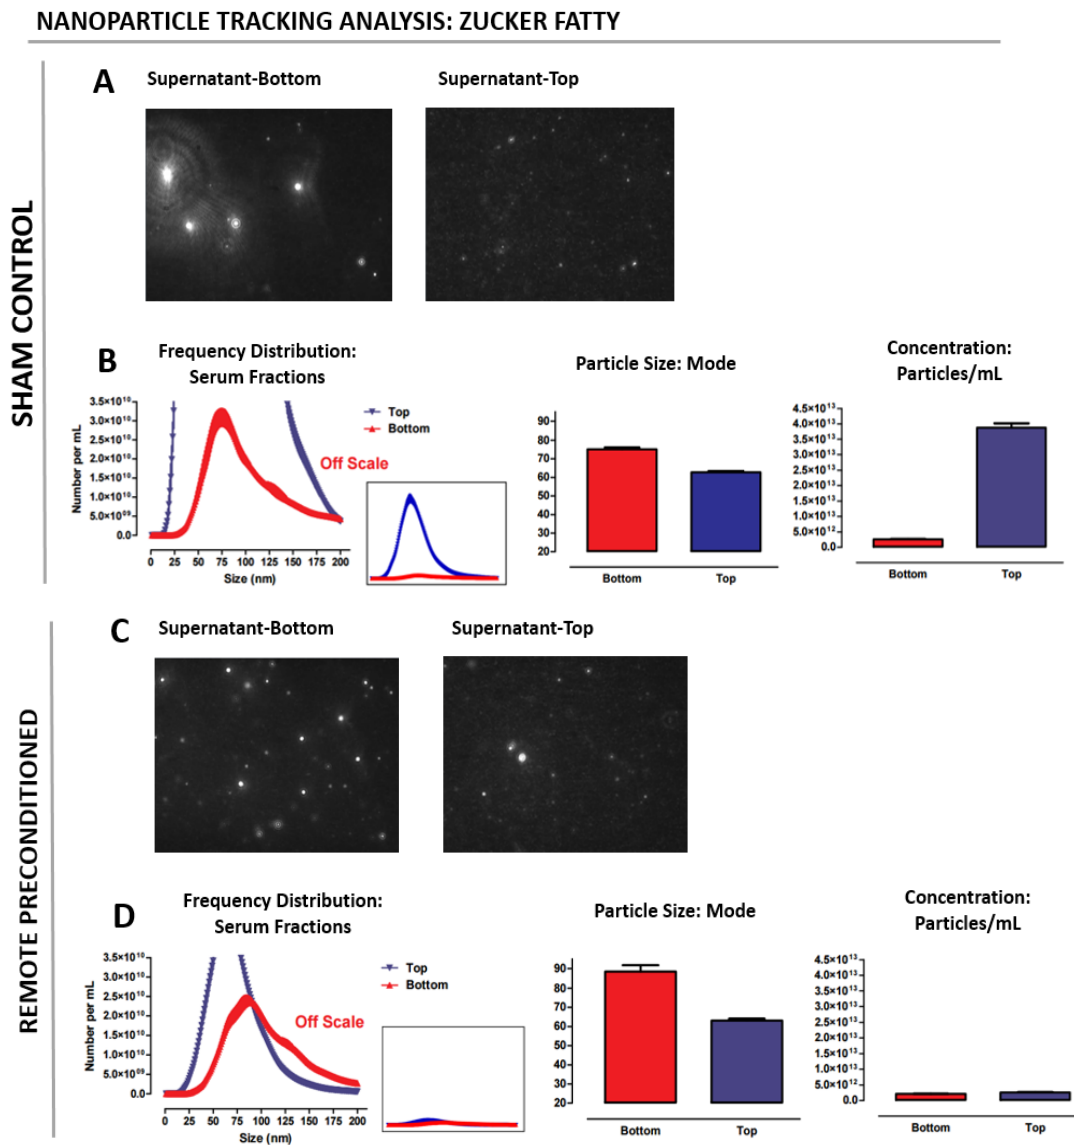 NANOPARTICLE TRACKING ANALYSIS: ZUCKER FATTY
SHAM CONTROL
A
Supernatant-Bottom
Supernatant-Top
B
Frequency Distribution:
Serum Fractions
Number per mL
3.5×10¹⁰
3.0×10¹⁰
2.5×10¹⁰
2.0×10¹⁰
1.5×10¹⁰
1.0×10¹⁰
5.0×10⁰⁹
0.0
0 25 50 75 100 125 150 175 200
Size (nm)
Top
Bottom
Off Scale
Particle Size: Mode
90
80
70
60
50
40
30
20
Bottom Top
Concentration:
Particles/mL
4.5×10¹³
4.0×10¹³
3.5×10¹³
3.0×10¹³
2.5×10¹³
2.0×10¹³
1.5×10¹³
1.0×10¹³
5.0×10¹²
0.0
Bottom Top
REMOTE PRECONDITIONED
C
Supernatant-Bottom
Supernatant-Top
D
Frequency Distribution:
Serum Fractions
Number per mL
3.5×10¹⁰
3.0×10¹⁰
2.5×10¹⁰
2.0×10¹⁰
1.5×10¹⁰
1.0×10¹⁰
5.0×10⁰⁹
0.0
0 25 50 75 100 125 150 175 200
Size (nm)
Top
Bottom
Off Scale
Particle Size: Mode
90
80
70
60
50
40
30
20
Bottom Top
Concentration:
Particles/mL
4.5×10¹³
4.0×10¹³
3.5×10¹³
3.0×10¹³
2.5×10¹³
2.0×10¹³
1.5×10¹³
1.0×10¹³
5.0×10¹²
0.0
Bottom Top